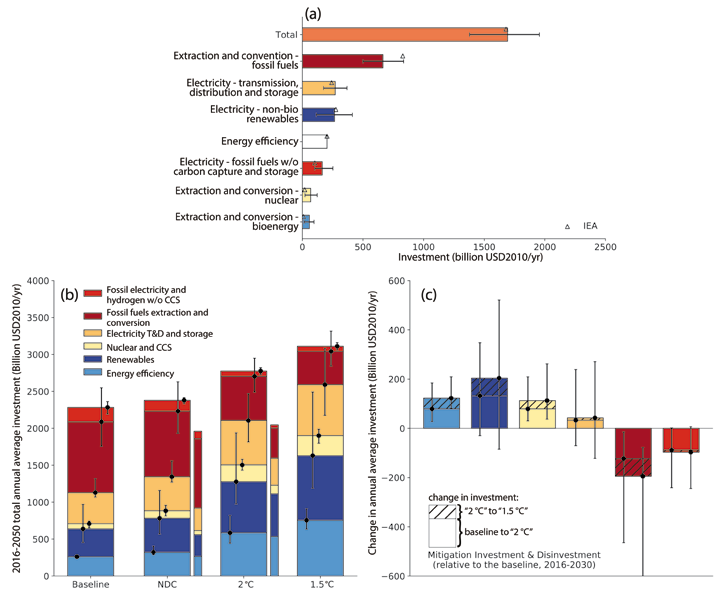 (a)
Total
Extraction and convention -
fossil fuels
Electricity - transmission,
distribution and storage
Electricity - non-bio
renewables
Energy efficiency
Electricity - fossil fuels w/o
carbon capture and storage
Extraction and conversion -
nuclear
Extraction and conversion -
bioenergy
IEA
0 500 1000 1500 2000 2500
Investment (billion USD2010/yr)
(b)
2016-2050 total annual average investment (Billion USD2010/yr)
4000
3500
3000
2500
2000
1500
1000
500
0
Fossil electricity and
hydrogen w/o CCS
Fossil fuels extraction and
conversion
Electricity T&D and storage
Nuclear and CCS
Renewables
Energy efficiency
Baseline NDC 2°C 1.5°C
(c)
Change in annual average investment (Billion USD2010/yr)
600
400
200
0
−200
−400
−600
change in investment:
"2 °C" to "1.5 °C"
baseline to "2 °C"
Mitigation Investment & Disinvestment
(relative to the baseline, 2016-2030)